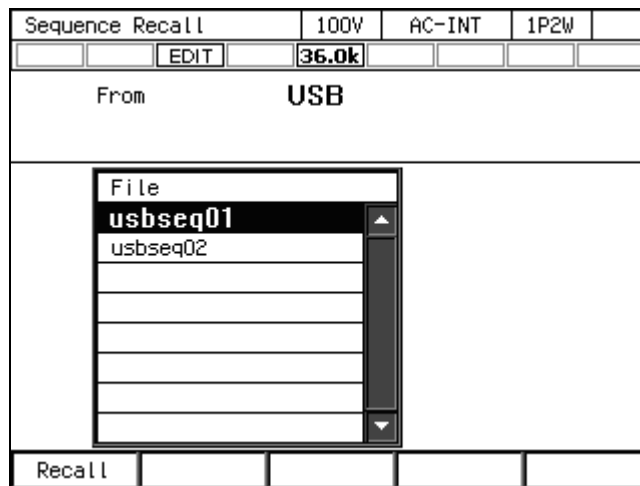 Sequence Recall 100V AC-INT 1P2W
EDIT 36.0k
From USB
File
usbseq01
usbseq02
Recall